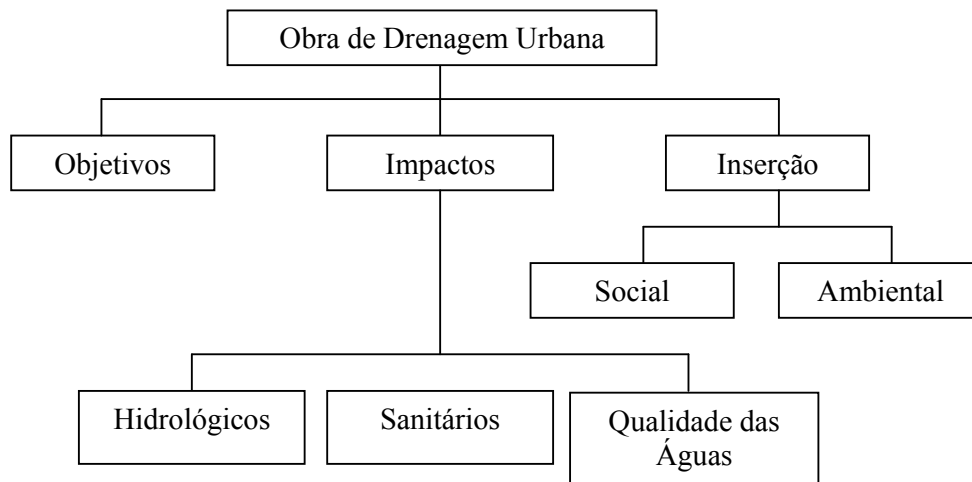 Obra de Drenagem Urbana
Objetivos
Impactos
Inserção
Social
Ambiental
Hidrológicos
Sanitários
Qualidade das
Águas